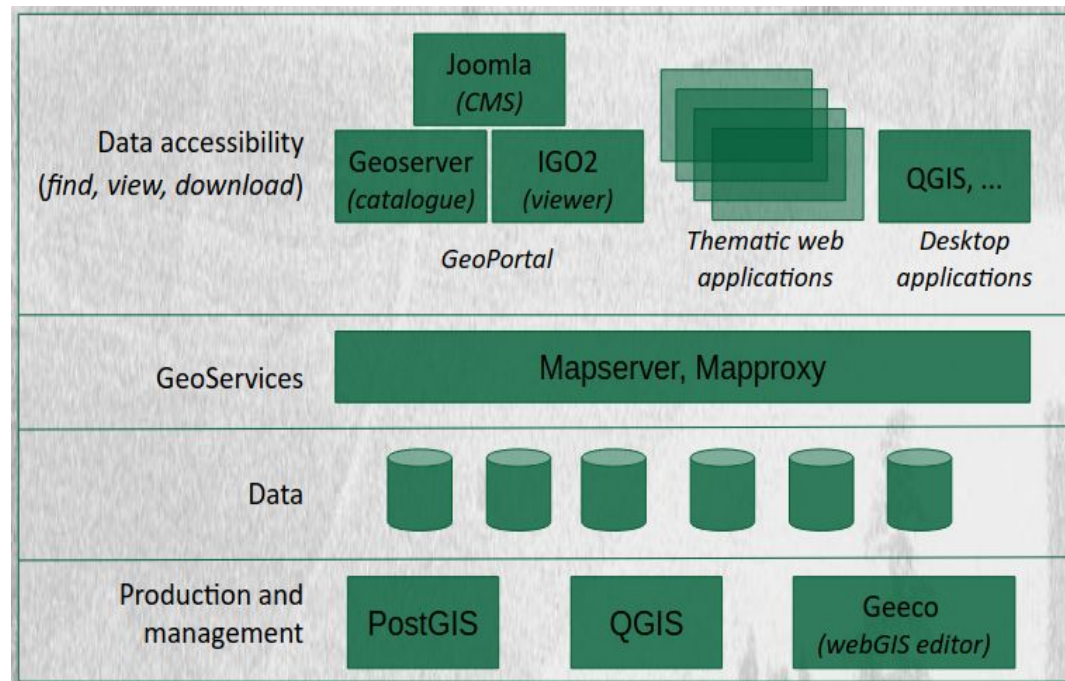 Joomla
(CMS)
Data accessibility
(find, view, download)
Geoserver
(catalogue)
IGO2
(viewer)
QGIS, ...
GeoPortal
Thematic web
applications
Desktop
applications
GeoServices
Mapserver, Mapproxy
Data
Production and
management
PostGIS
QGIS
Geeco
(webGIS editor)